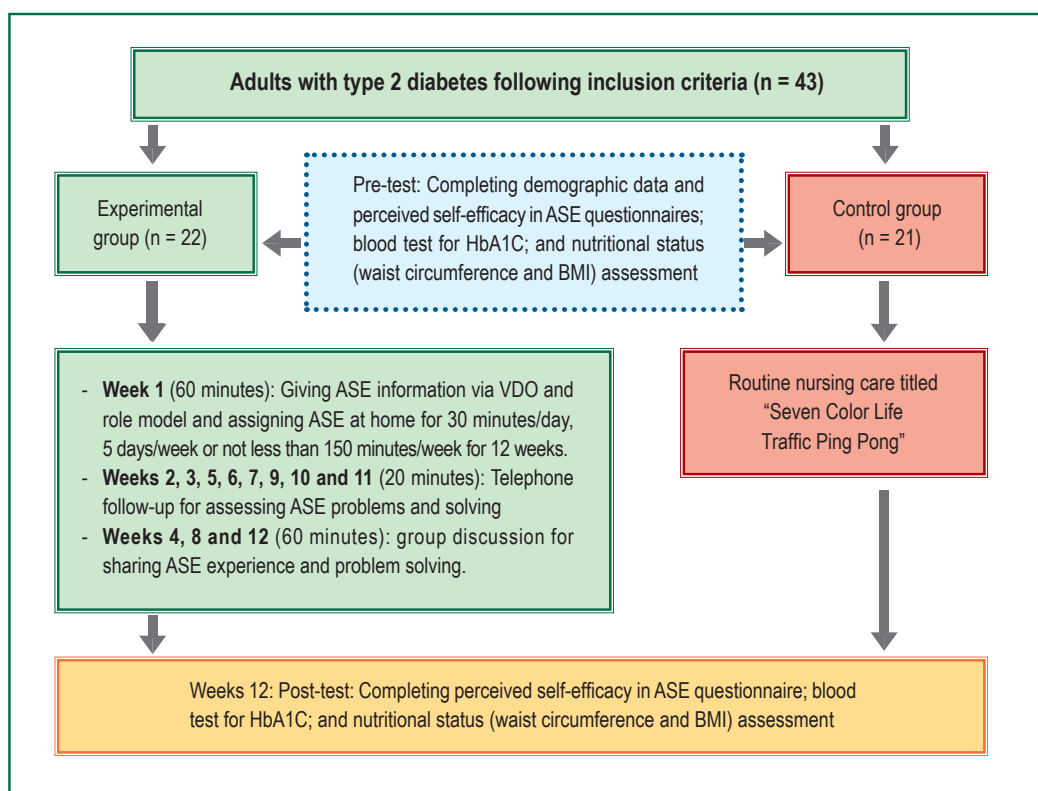 Adults with type 2 diabetes following inclusion criteria (n = 43)
Experimental
group (n = 22)
Pre-test: Completing demographic data and
perceived self-efficacy in ASE questionnaires;
blood test for HbA1C; and nutritional status
(waist circumference and BMI) assessment
Control group
(n = 21)
- Week 1 (60 minutes): Giving ASE information via VDO and
role model and assigning ASE at home for 30 minutes/day,
5 days/week or not less than 150 minutes/week for 12 weeks.
- Weeks 2, 3, 5, 6, 7, 9, 10 and 11 (20 minutes): Telephone
follow-up for assessing ASE problems and solving
- Weeks 4, 8 and 12 (60 minutes): group discussion for
sharing ASE experience and problem solving.
Routine nursing care titled
“Seven Color Life
Traffic Ping Pong”
Weeks 12: Post-test: Completing perceived self-efficacy in ASE questionnaire; blood
test for HbA1C; and nutritional status (waist circumference and BMI) assessment